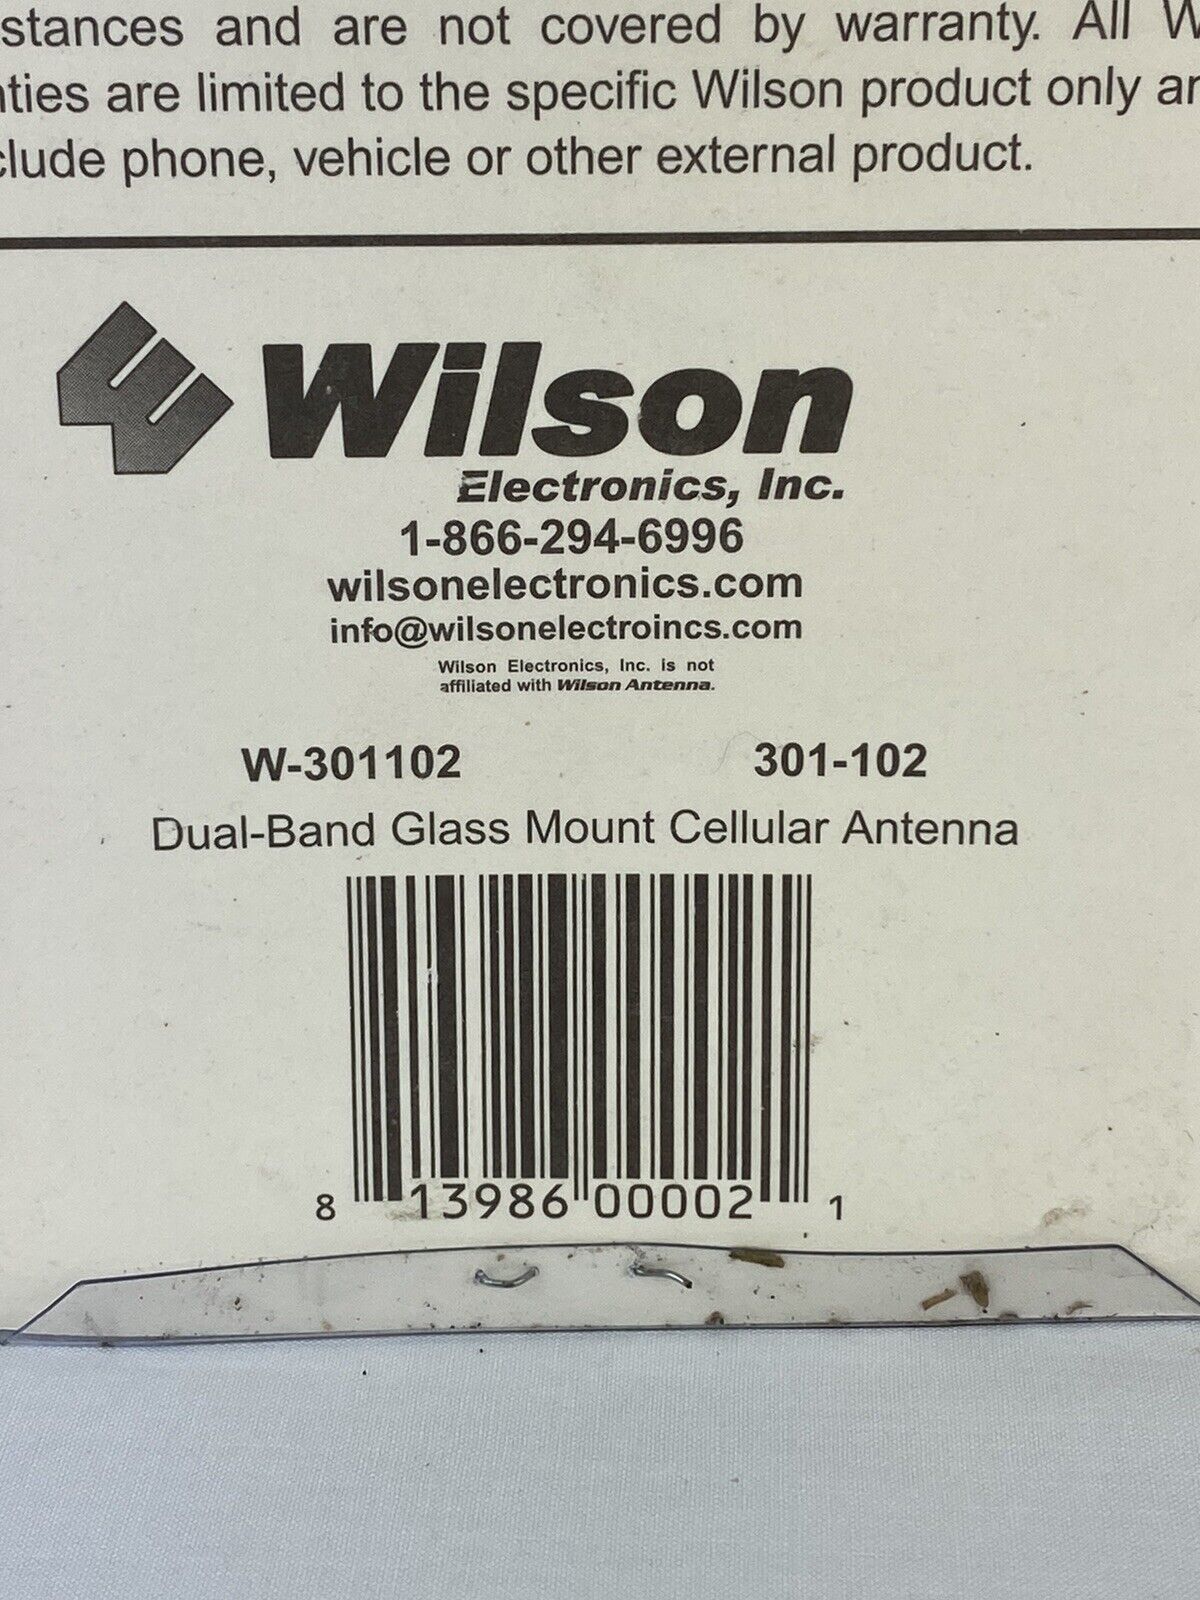 stances and are not covered by warranty. All W
nties are limited to the specific Wilson product only an
clude phone, vehicle or other external product.
Wilson
Electronics, Inc.
1-866-294-6996
wilsonelectronics.com
info@wilsonelectroincs.com
Wilson Electronics, Inc. is not
affiliated with Wilson Antenna.
W-301102 301-102
Dual-Band Glass Mount Cellular Antenna
8 13986 00002 1